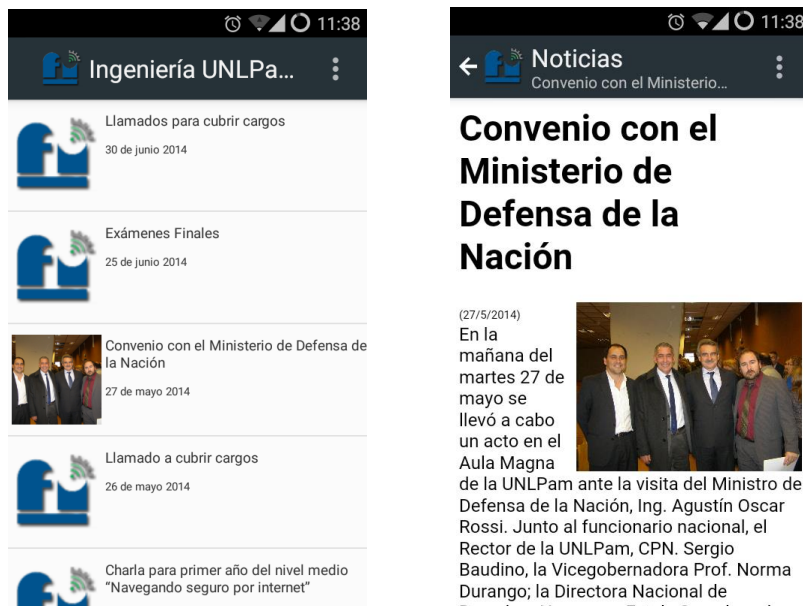 11:38
Ingeniería UNLPa...
Llamados para cubrir cargos
30 de junio 2014
Exámenes Finales
25 de junio 2014
Convenio con el Ministerio de Defensa de
la Nación
27 de mayo 2014
Llamado a cubrir cargos
26 de mayo 2014
Charla para primer año del nivel medio
“Navegando seguro por internet”
11:38
Noticias
Convenio con el Ministerio...
Convenio con el
Ministerio de
Defensa de la
Nación
(27/5/2014)
En la
mañana del
martes 27 de
mayo se
llevó a cabo
un acto en el
Aula Magna
de la UNLPam ante la visita del Ministro de
Defensa de la Nación, Ing. Agustín Oscar
Rossi. Junto al funcionario nacional, el
Rector de la UNLPam, CPN. Sergio
Baudino, la Vicegobernadora Prof. Norma
Durango; la Directora Nacional de